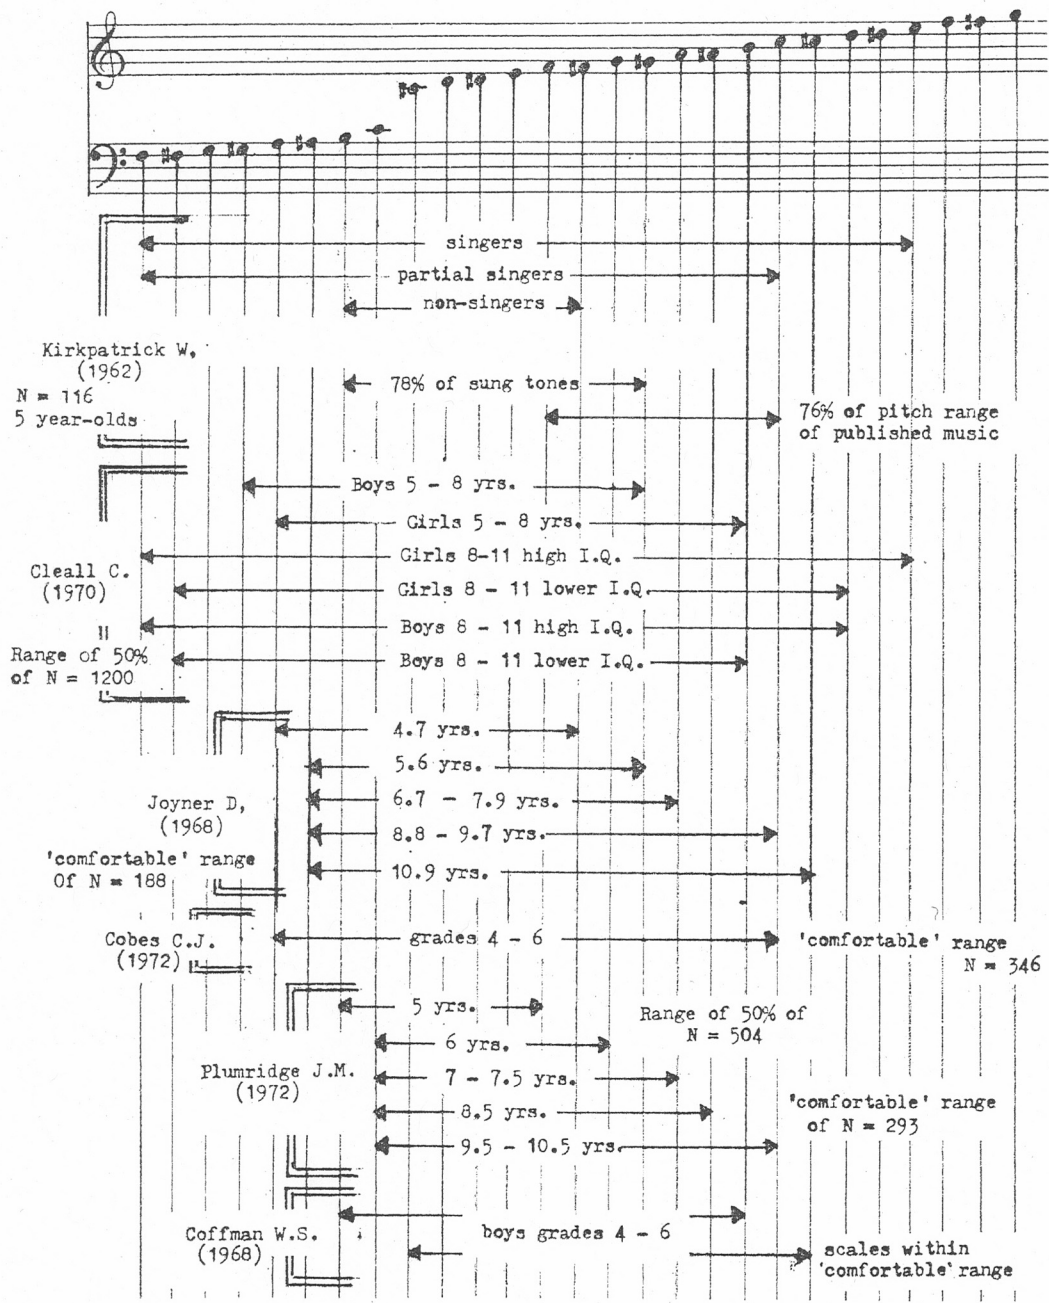 singers
partial singers
non-singers
Kirkpatrick W,
(1962)
N = 116
5 year-olds
78% of sung tones
76% of pitch range
of published music
Boys 5 - 8 yrs.
Girls 5 - 8 yrs.
Girls 8-11 high I.Q.
Cleall C.
(1970)
Girls 8 - 11 lower I.Q.
Boys 8 - 11 high I.Q.
Range of 50%
of N = 1200
Boys 8 - 11 lower I.Q.
4.7 yrs.
5.6 yrs.
6.7 - 7.9 yrs.
Joyner D,
(1968)
8.8 - 9.7 yrs.
'comfortable' range
Of N = 188
10.9 yrs.
Cobes C.J.
(1972)
grades 4 - 6
'comfortable' range
N = 346
5 yrs.
Range of 50% of
N = 504
6 yrs.
Plumridge J.M.
(1972)
7 - 7.5 yrs.
8.5 yrs.
'comfortable' range
of N = 293
9.5 - 10.5 yrs.
Coffman W.S.
(1968)
boys grades 4 - 6
scales within
'comfortable' range